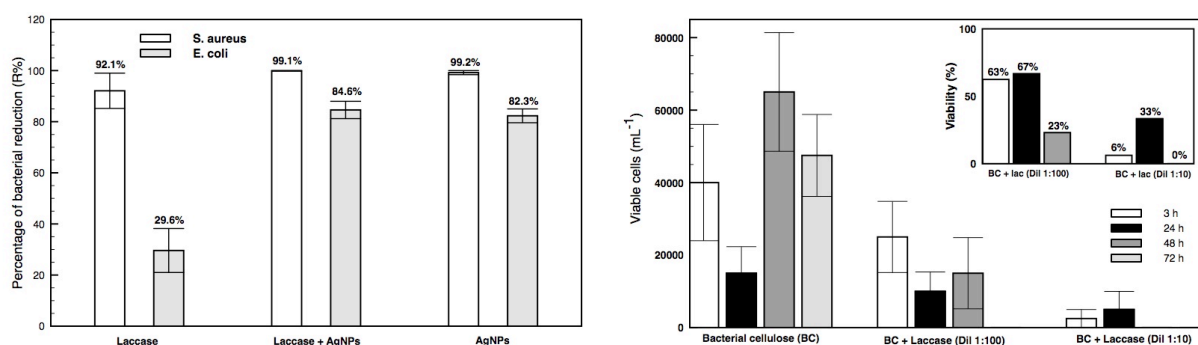 120
100
80
60
40
20
0
Percentage of bacterial reduction (R%)
S. aureus
E. coli
92.1%
29.6%
99.1%
84.6%
99.2%
82.3%
Laccase
Laccase + AgNPs
AgNPs
80000
60000
40000
20000
0
Viable cells (mL-1)
100
50
0
Viability (%)
63%
67%
23%
6%
33%
0%
BC + lac (Dil 1:100)
BC + lac (Dil 1:10)
3 h
24 h
48 h
72 h
Bacterial cellulose (BC)
BC + Laccase (Dil 1:100)
BC + Laccase (Dil 1:10)